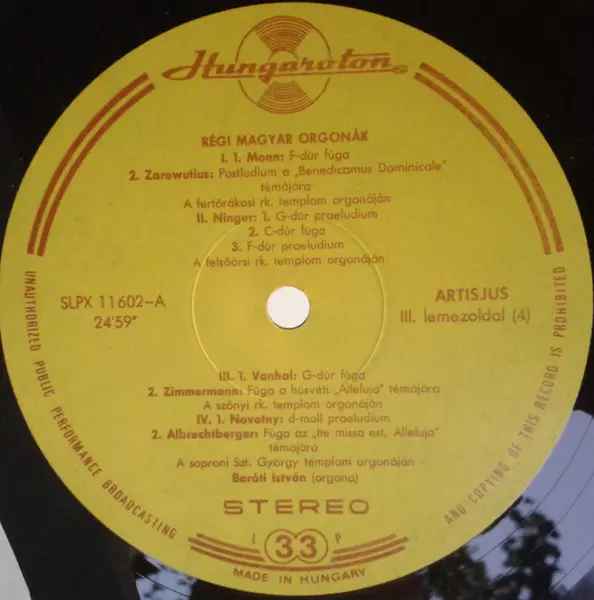 Hungaroton
RÉGI MAGYAR ORGONÁK
I. 1. Monn: F-dúr fúga
2. Zarewutius: Postludium a „Benedicamus Dominicale"
témájára
A fertőrákosi rk. templom orgonáján
II. Ninger: 1. G-dúr praeludium
2. C-dúr fúga
3. F-dúr praeludium
A felsőörsi rk. templom orgonáján
SLPX 11602-A
24'59"
ARTISJUS
III. lemezoldal (4)
III. 1. Vanhal: G-dúr fúga
2. Zimmermann: Fúga a húsvéti „Alleluja" témájára
A szőnyi rk. templom orgonáján
IV. 1. Novotny: d-moll praeludium
2. Albrechtberger: Fúga az „Ite missa est, Alleluja"
témájára
A soproni Szt. György templom orgonáján
Baróti István (orgona)
STEREO
L 33 P
MADE IN HUNGARY
UNAUTHORIZED PUBLIC PERFORMANCE BROADCASTING
AND COPYING OF THIS RECORD IS PROHIBITED